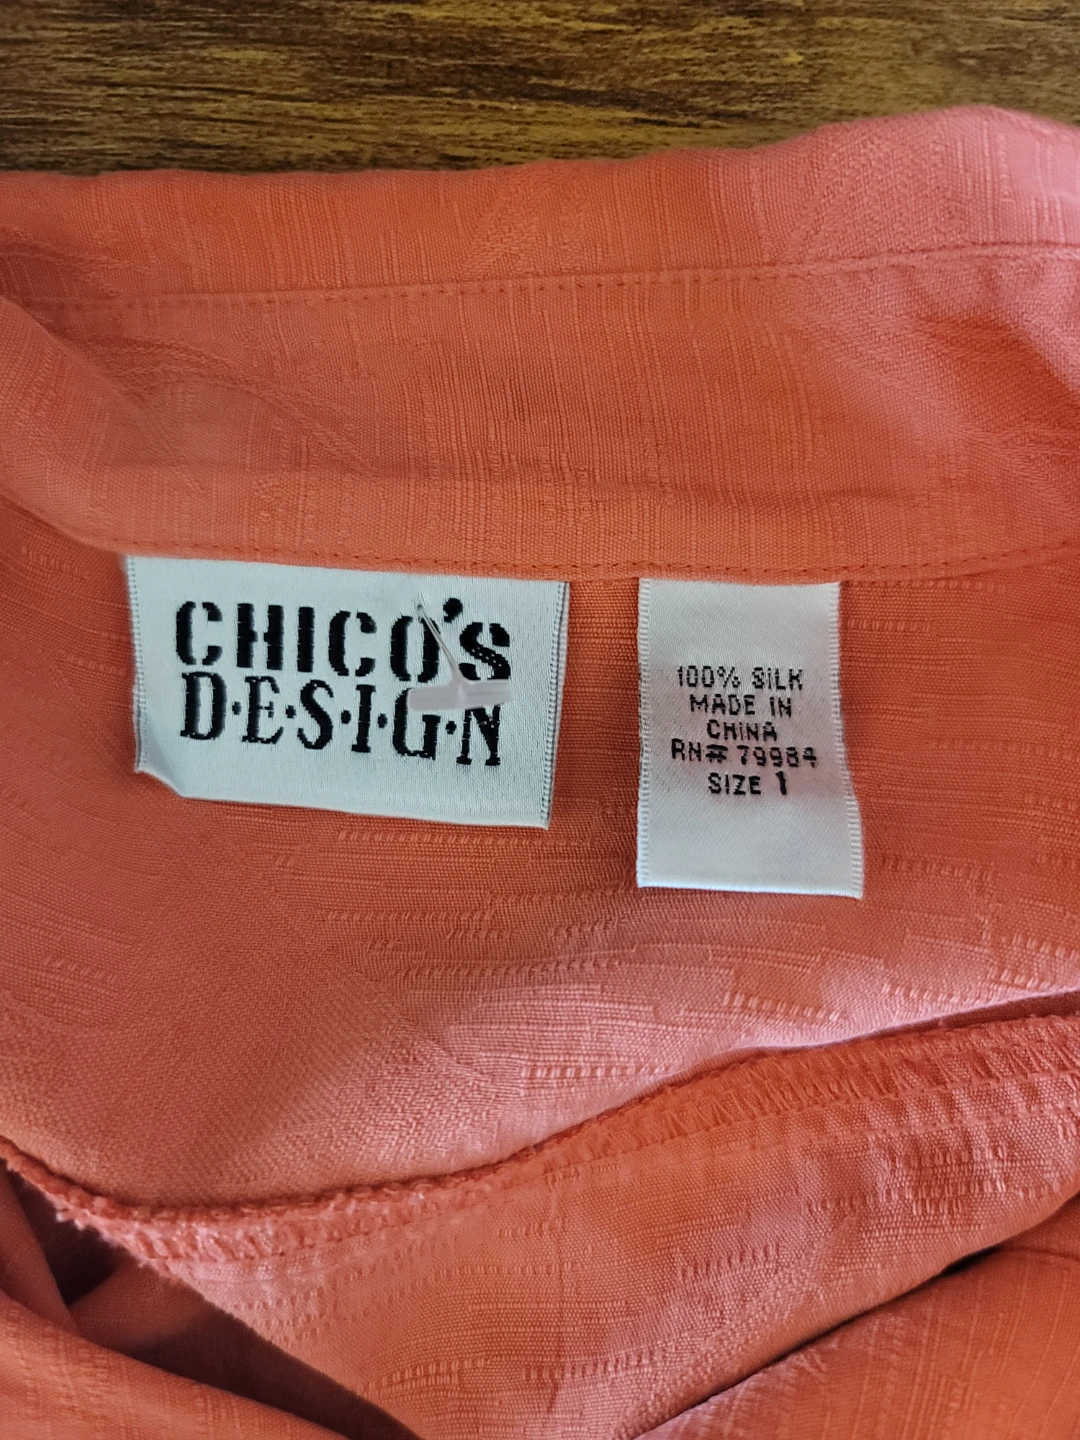 CHICO'S
D·E·S·I·G·N
100% SILK
MADE IN
CHINA
RN# 79984
SIZE 1